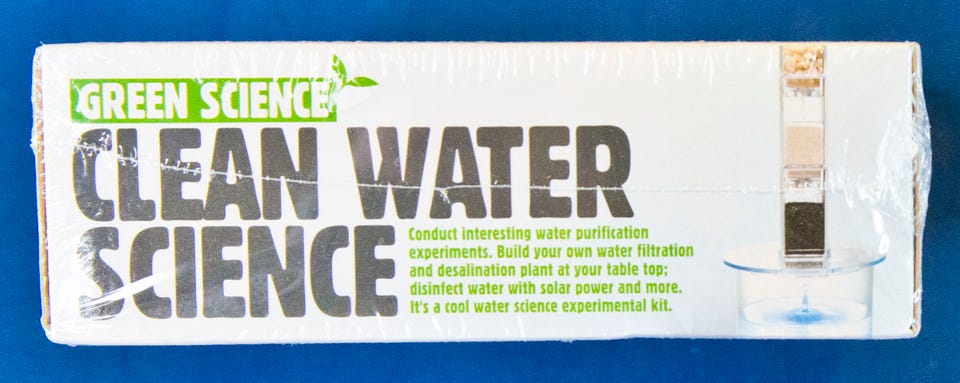 GREEN SCIENCE
CLEAN WATER
SCIENCE
Conduct interesting water purification
experiments. Build your own water filtration
and desalination plant at your table top;
disinfect water with solar power and more.
It's a cool water science experimental kit.